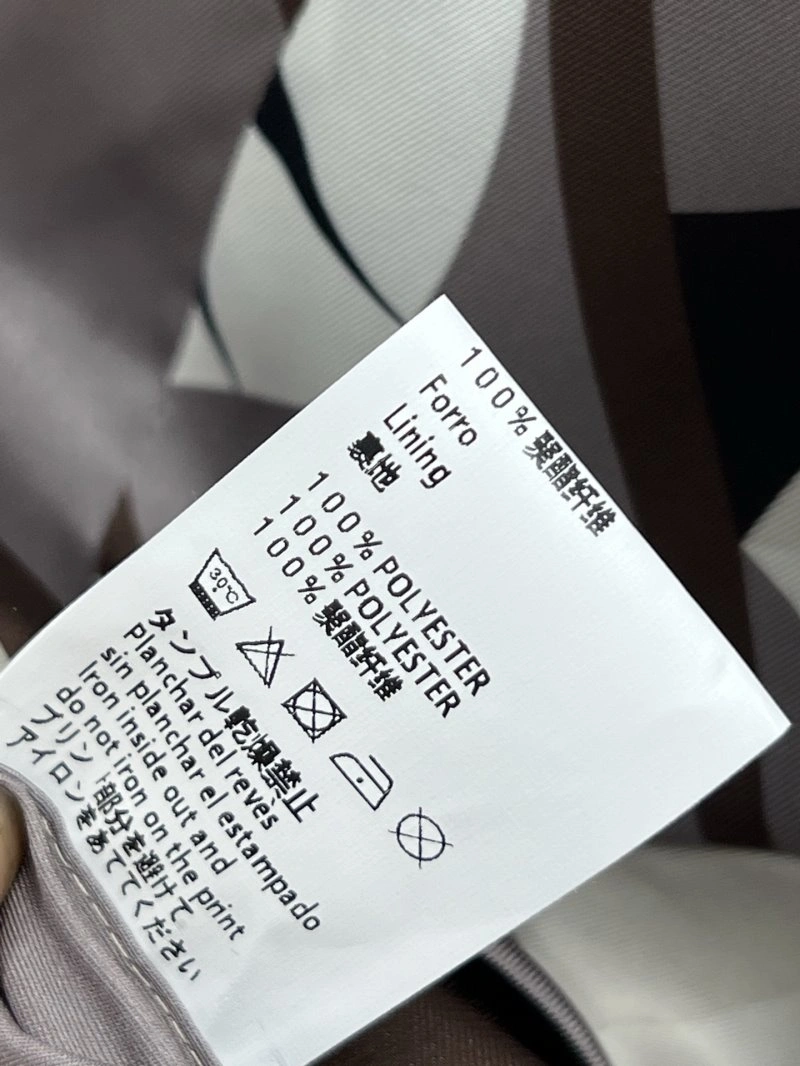 100% 聚酯纤维
Forro
Lining
裏地
100% POLYESTER
100% POLYESTER
100% 聚酯纤维
30°C
タンブル乾燥禁止
Planchar del revès
sin planchar el estampado
Iron inside out and
do not iron on the print
プリント部分を避けて
アイロンをあててください